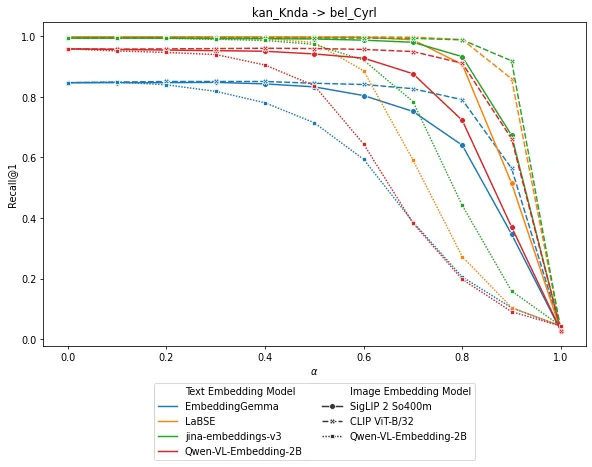 kan_Knda -> bel_Cyrl
1.0
0.8
0.6
0.4
0.2
0.0
Recall@1
0.0 0.2 0.4 0.6 0.8 1.0
α
Text Embedding Model Image Embedding Model
EmbeddingGemma SigLIP 2 So400m
LaBSE CLIP ViT-B/32
jina-embeddings-v3 Qwen-VL-Embedding-2B
Qwen-VL-Embedding-2B